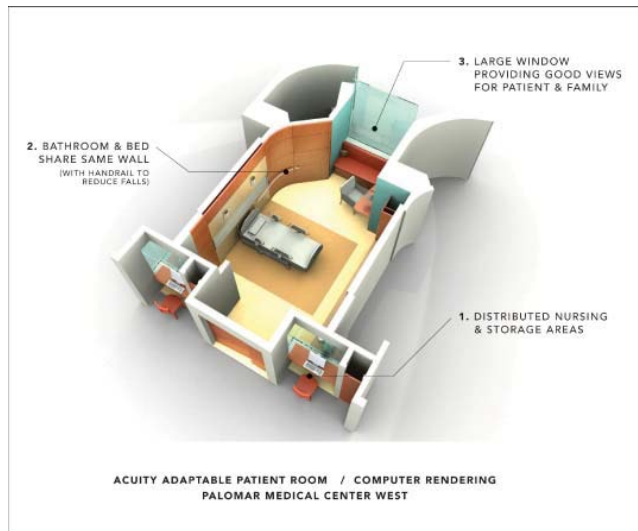 3. LARGE WINDOW
PROVIDING GOOD VIEWS
FOR PATIENT & FAMILY
2. BATHROOM & BED
SHARE SAME WALL
(WITH HANDRAIL TO
REDUCE FALLS)
1. DISTRIBUTED NURSING
& STORAGE AREAS
ACUITY ADAPTABLE PATIENT ROOM / COMPUTER RENDERING
PALOMAR MEDICAL CENTER WEST